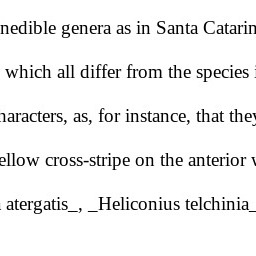 nedible genera as in Santa Catarin
which all differ from the species i
haracters, as, for instance, that they
ellow cross-stripe on the anterior w
atergatis_, _Heliconius telchinia_